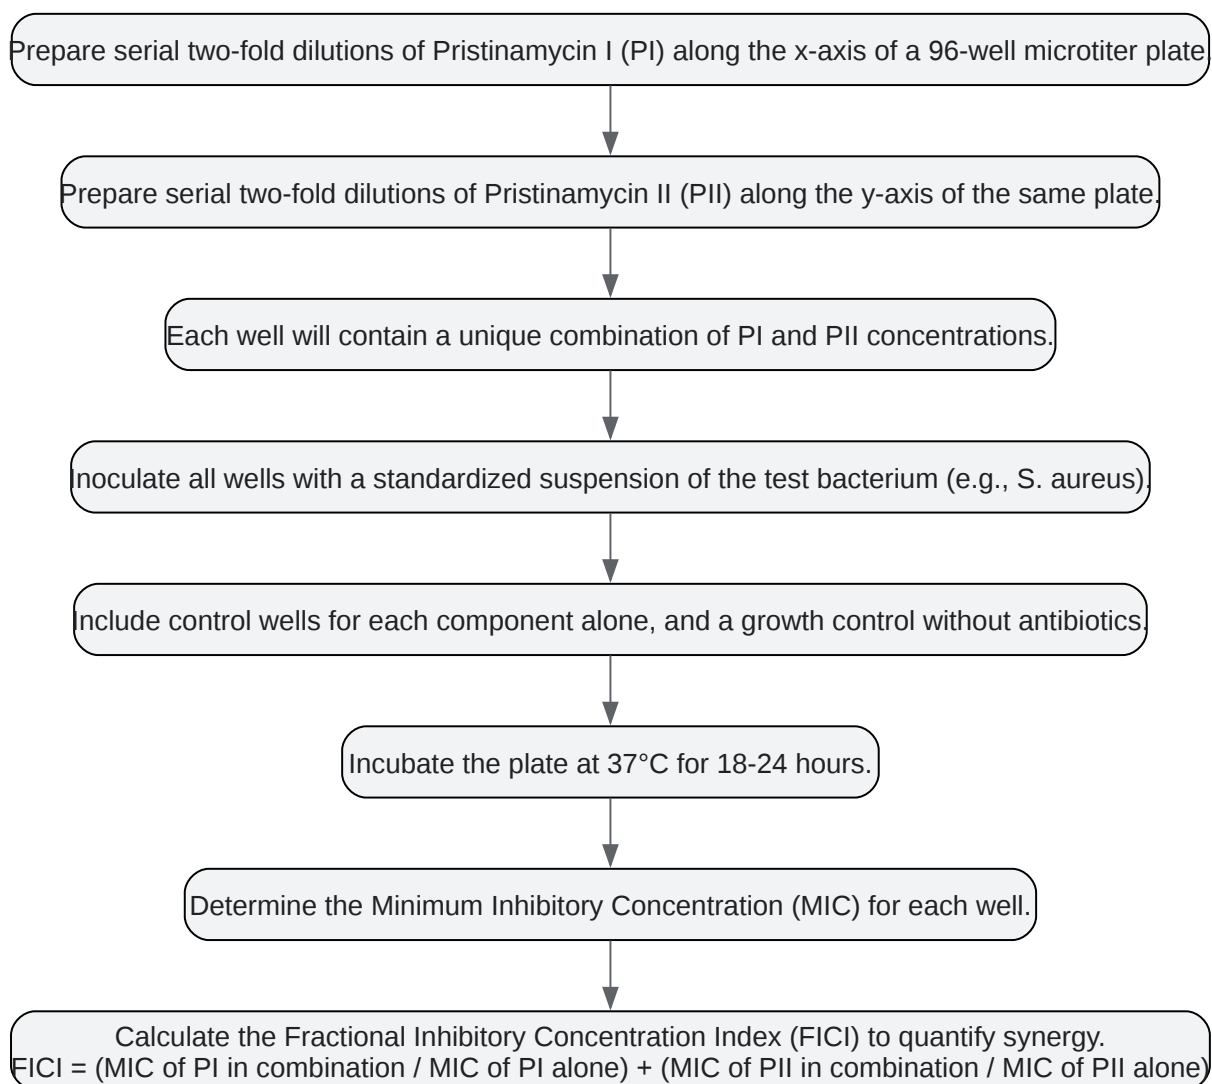 Prepare serial two-fold dilutions of Pristinamycin I (PI) along the x-axis of a 96-well microtiter plate.
Prepare serial two-fold dilutions of Pristinamycin II (PII) along the y-axis of the same plate.
Each well will contain a unique combination of PI and PII concentrations.
Inoculate all wells with a standardized suspension of the test bacterium (e.g., S. aureus).
Include control wells for each component alone, and a growth control without antibiotics.
Incubate the plate at 37°C for 18-24 hours.
Determine the Minimum Inhibitory Concentration (MIC) for each well.
Calculate the Fractional Inhibitory Concentration Index (FICI) to quantify synergy.
FICI = (MIC of PI in combination / MIC of PI alone) + (MIC of PII in combination / MIC of PII alone)